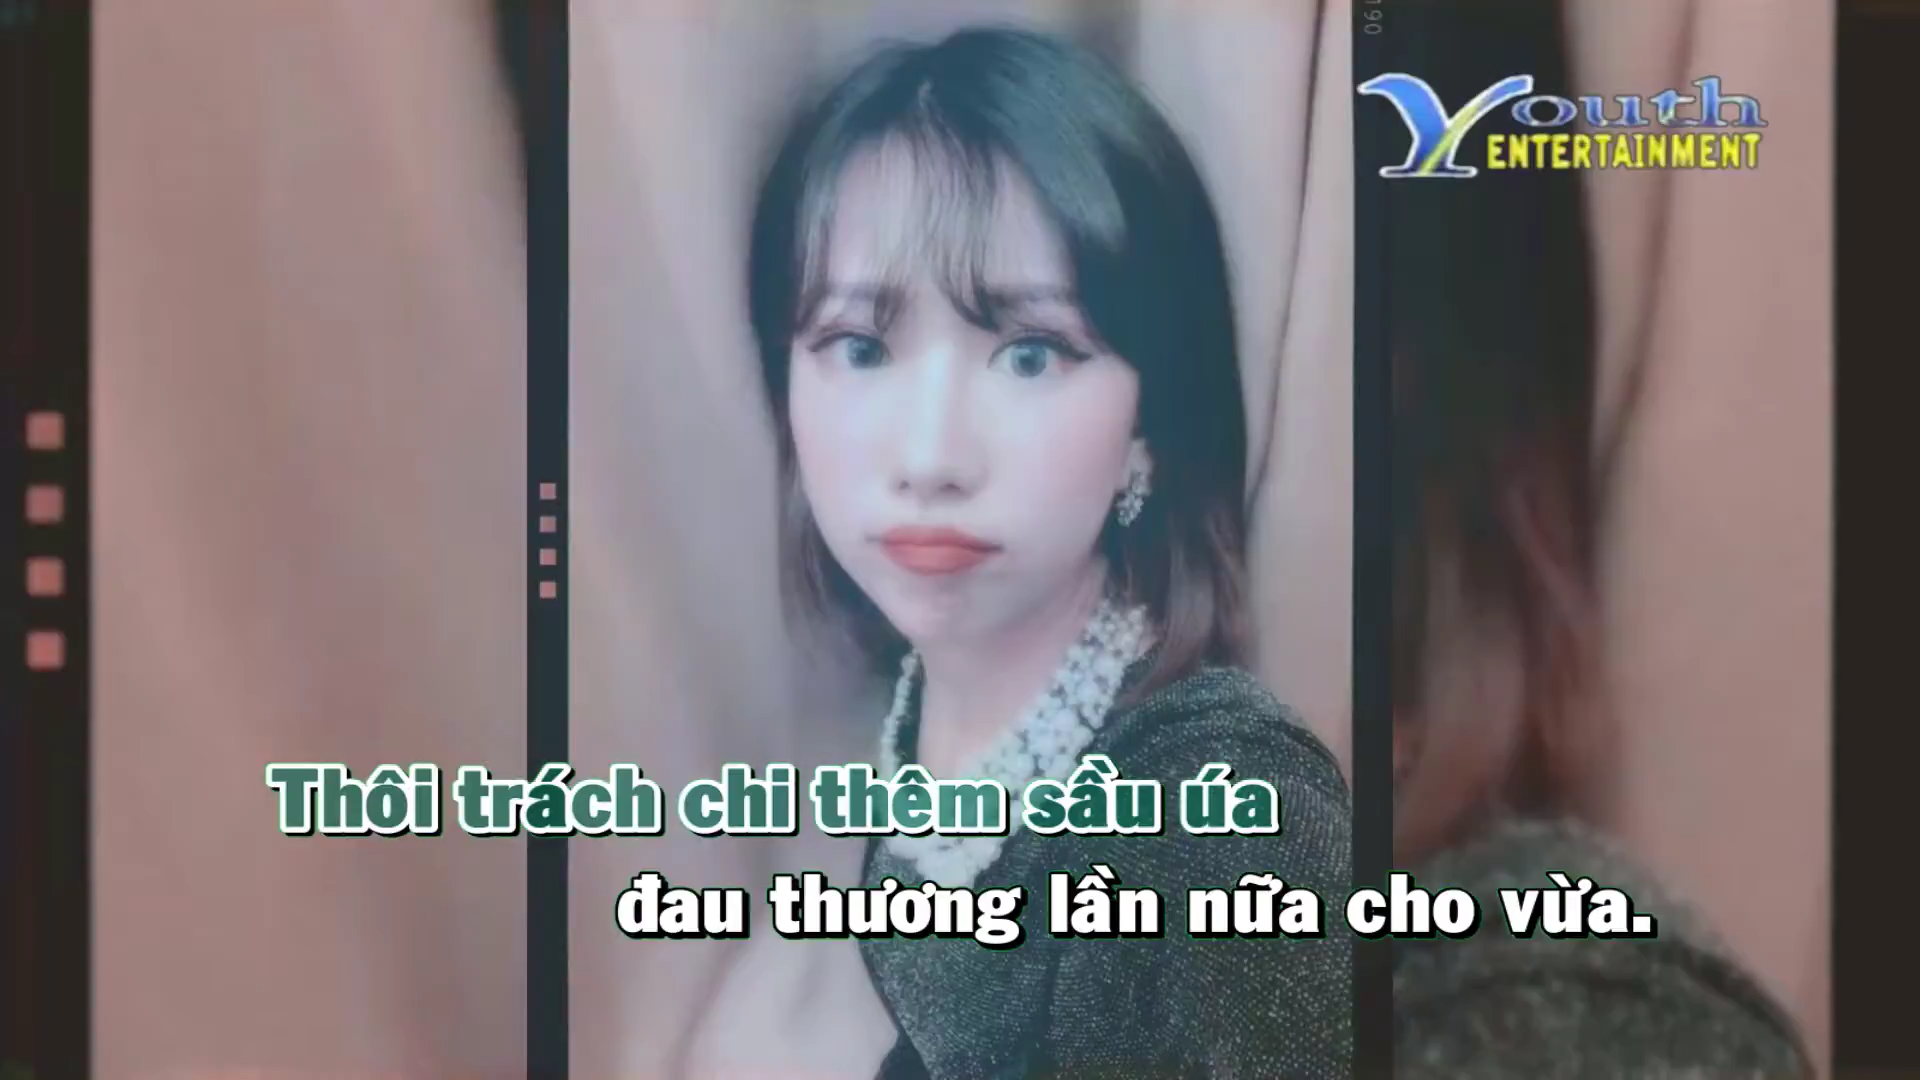 Youth
ENTERTAINMENT
Thôi trách chi thêm sầu úa
đau thương lần nữa cho vừa.